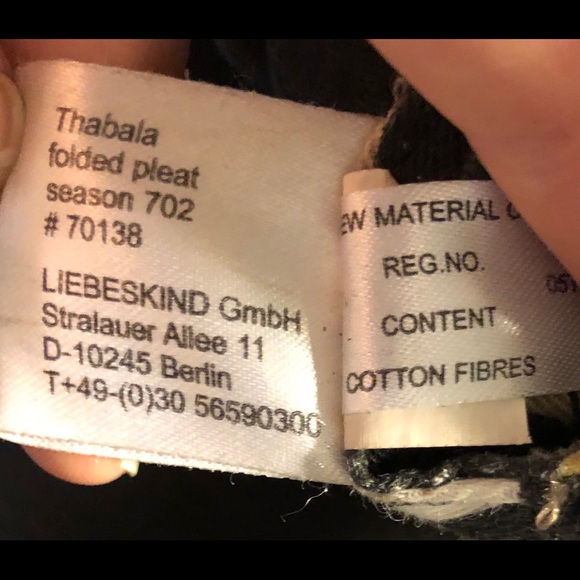 Thabala
folded pleat
season 702
# 70138
LIEBESKIND GmbH
Stralauer Allee 11
D-10245 Berlin
T+49-(0)30 56590300
EW MATERIAL O
REG.NO.
05
CONTENT
COTTON FIBRES